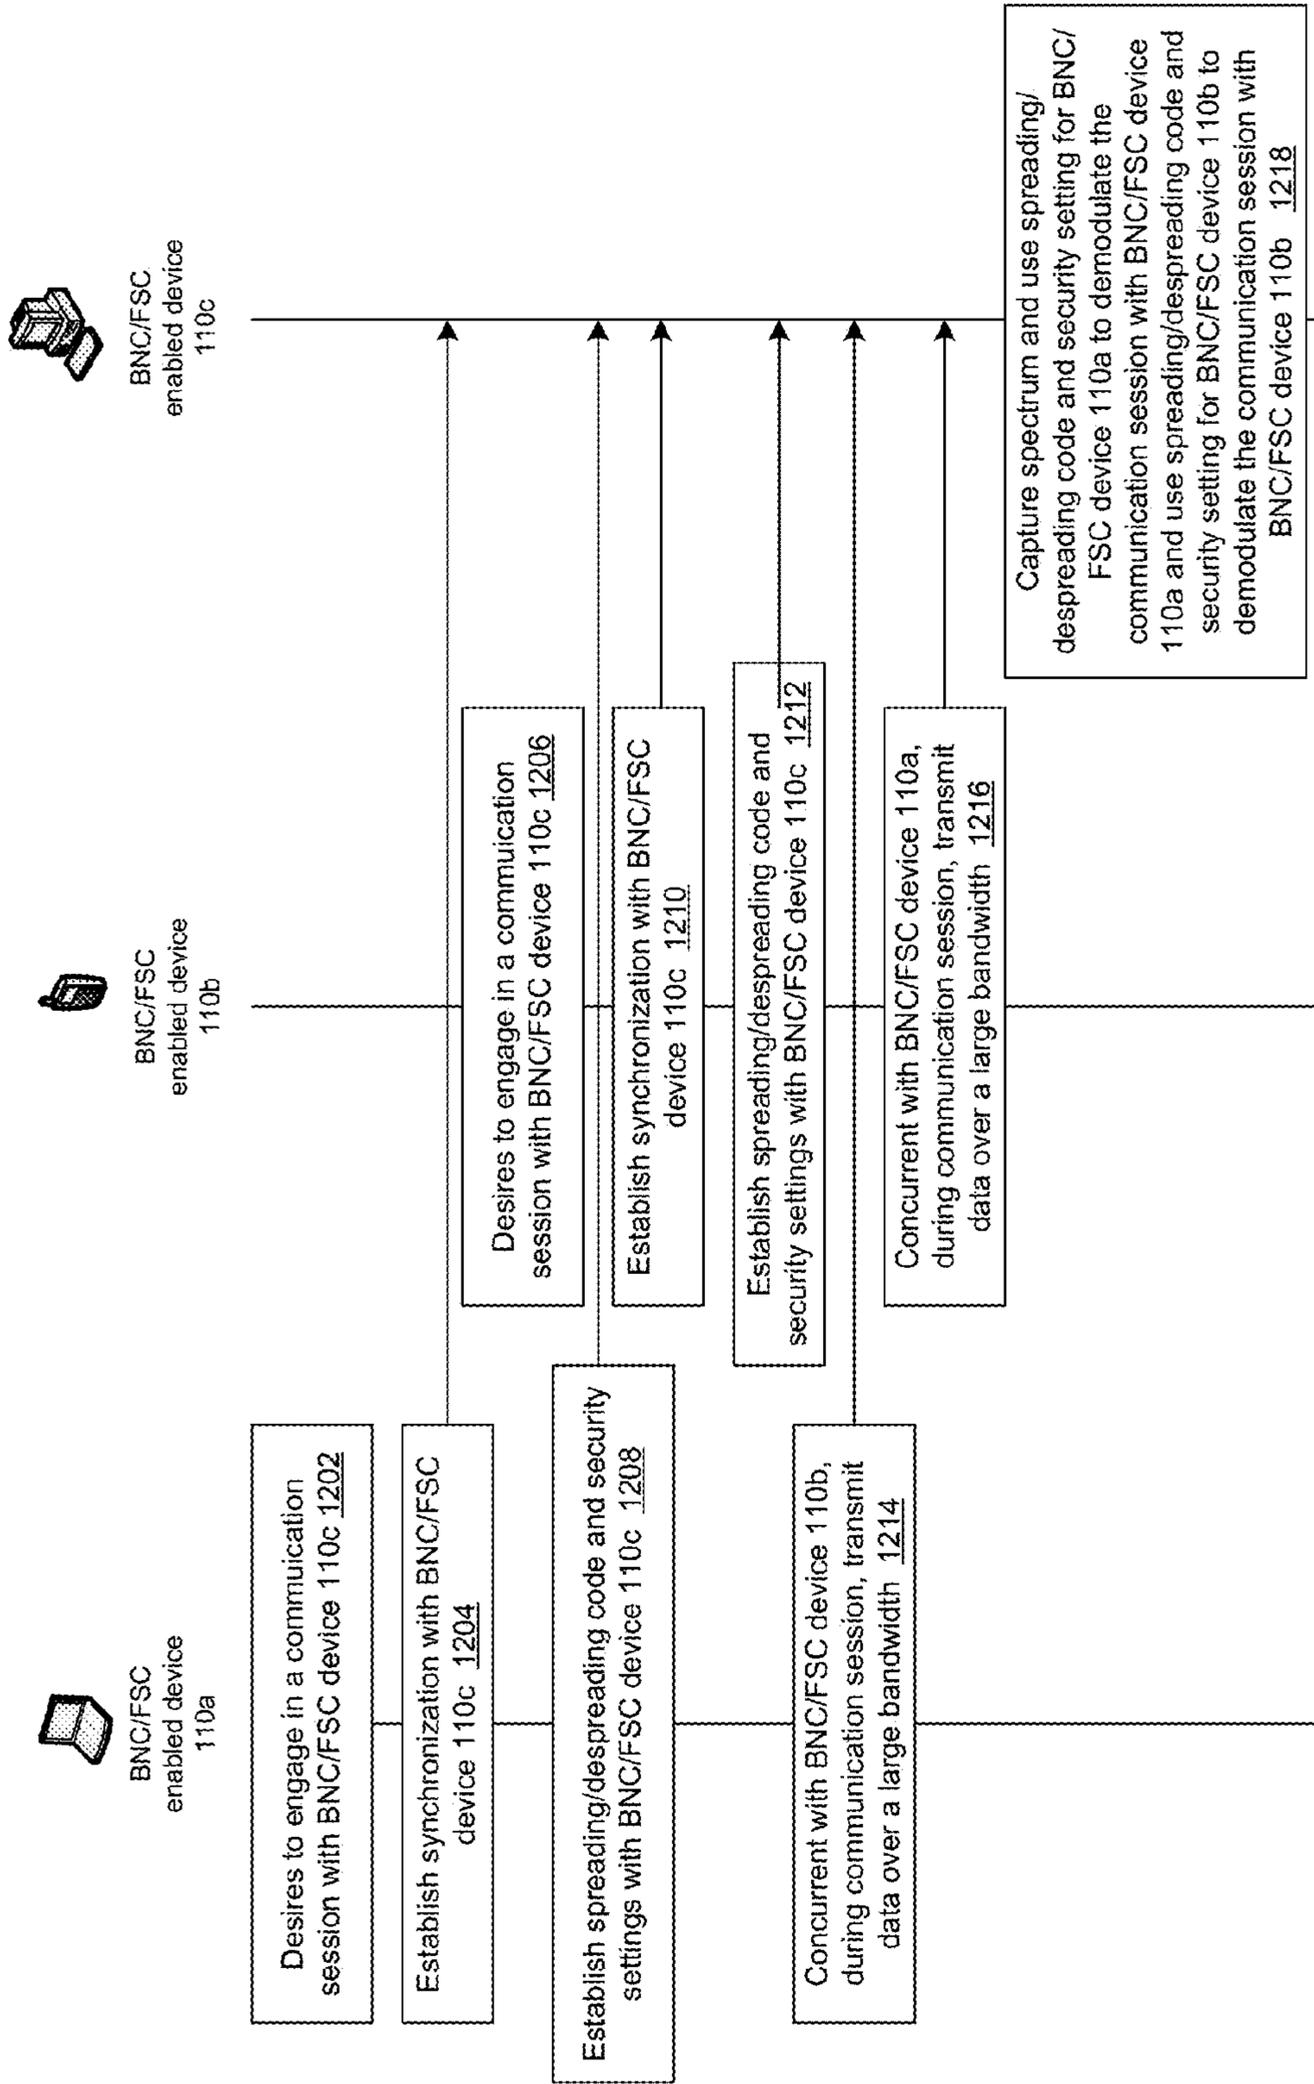 BNC/FSC
enabled device
110a
BNC/FSC
enabled device
110b
BNC/FSC
enabled device
110c
Desires to engage in a commuication
session with BNC/FSC device 110c 1202
Establish synchronization with BNC/FSC
device 110c 1204
Desires to engage in a commuication
session with BNC/FSC device 110c 1206
Establish spreading/despreading code and security
settings with BNC/FSC device 110c 1208
Establish synchronization with BNC/FSC
device 110c 1210
Establish spreading/despreading code and
security settings with BNC/FSC device 110c 1212
Concurrent with BNC/FSC device 110b,
during communication session, transmit
data over a large bandwidth 1214
Concurrent with BNC/FSC device 110a,
during communication session, transmit
data over a large bandwidth 1216
Capture spectrum and use spreading/
despreading code and security setting for BNC/
FSC device 110a to demodulate the
communication session with BNC/FSC device
110a and use spreading/despreading code and
security setting for BNC/FSC device 110b to
demodulate the communication session with
BNC/FSC device 110b 1218